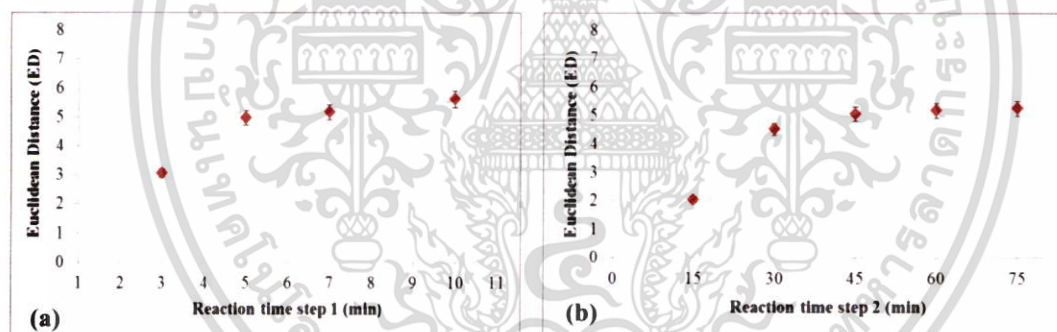 Euclidean Distance (ED)
8
7
6
5
4
3
2
1
0
1 2 3 4 5 6 7 8 9 10 11
Reaction time step 1 (min)
(a)
Euclidean Distance (ED)
8
7
6
5
4
3
2
1
0
0 15 30 45 60 75
Reaction time step 2 (min)
(b)